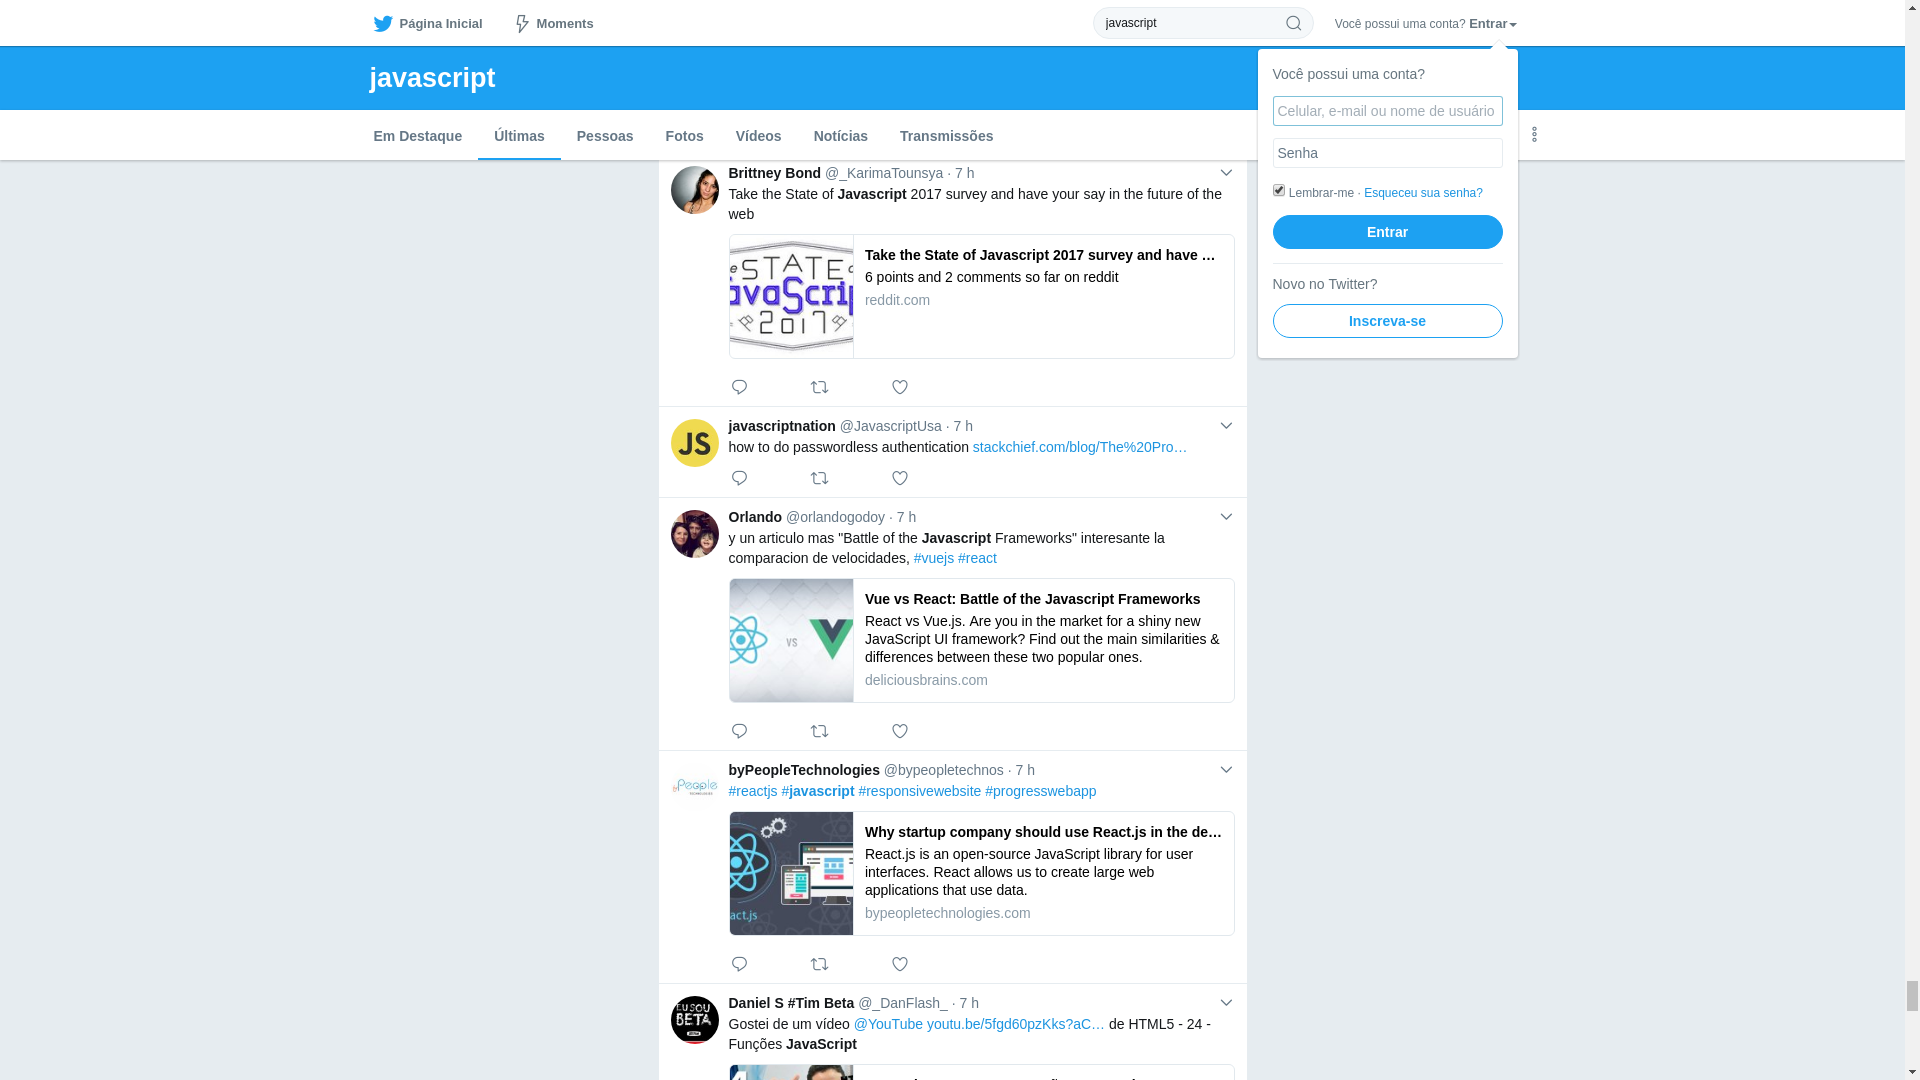 Página Inicial
Moments
javascript
Você possui uma conta? Entrar
javascript
Você possui uma conta?
Celular, e-mail ou nome de usuário
Senha
Lembrar-me · Esqueceu sua senha?
Entrar
Novo no Twitter?
Inscreva-se
Em Destaque
Últimas
Pessoas
Fotos
Vídeos
Notícias
Transmissões
Brittney Bond @_KarimaTounsya · 7 h
Take the State of Javascript 2017 survey and have your say in the future of the
web
STATE
JavaScrip
2017
Take the State of Javascript 2017 survey and have …
6 points and 2 comments so far on reddit
reddit.com
JS
javascriptnation @JavascriptUsa · 7 h
how to do passwordless authentication stackchief.com/blog/The%20Pro…
Orlando @orlandogodoy · 7 h
y un articulo mas "Battle of the Javascript Frameworks" interesante la
comparacion de velocidades, #vuejs #react
VS
Vue vs React: Battle of the Javascript Frameworks
React vs Vue.js. Are you in the market for a shiny new
JavaScript UI framework? Find out the main similarities &
differences between these two popular ones.
deliciousbrains.com
byPeople
TECHNOLOGIES
byPeopleTechnologies @bypeopletechnos · 7 h
#reactjs #javascript #responsivewebsite #progresswebapp
act.js
Why startup company should use React.js in the de…
React.js is an open-source JavaScript library for user
interfaces. React allows us to create large web
applications that use data.
bypeopletechnologies.com
EU SOU
BETA
Daniel S #Tim Beta @_DanFlash_ · 7 h
Gostei de um vídeo @YouTube youtu.be/5fgd60pzKks?aC… de HTML5 - 24 -
Funções JavaScript